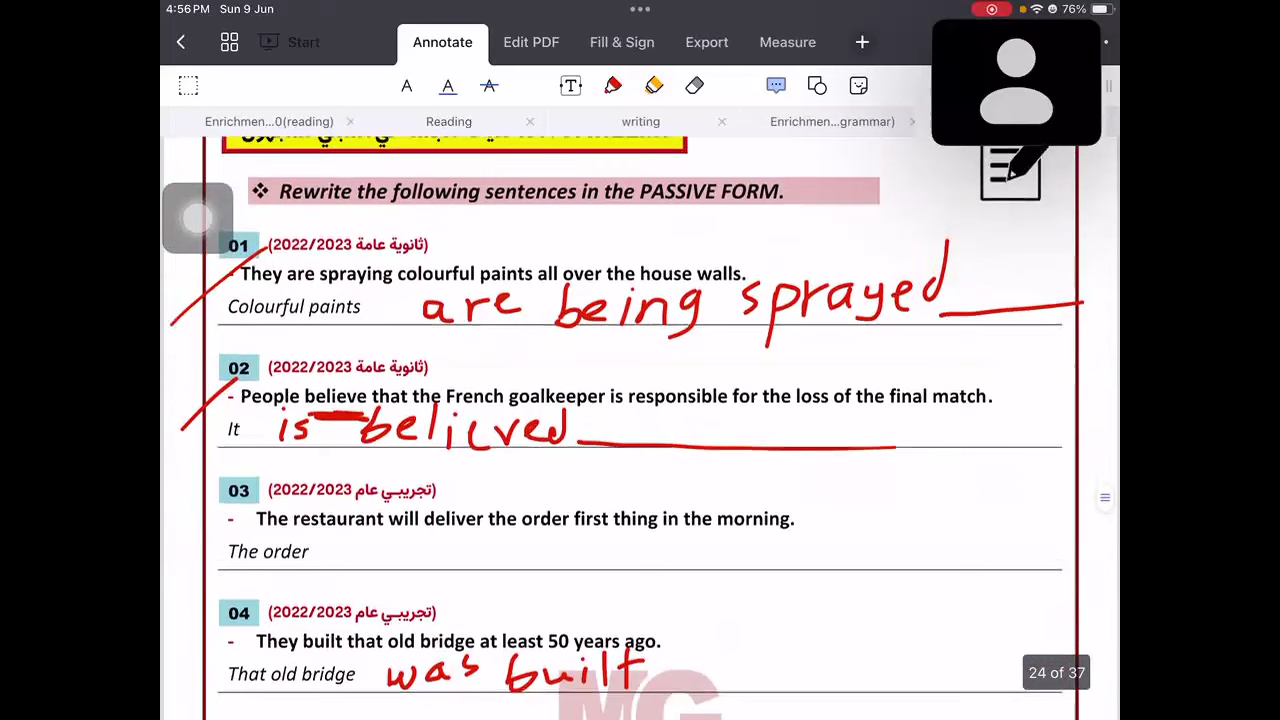 4:56 PM Sun 9 Jun 76%
Start Annotate Edit PDF Fill & Sign Export Measure
Enrichmen...0(reading) Reading writing Enrichmen...grammar)
❖ Rewrite the following sentences in the PASSIVE FORM.
01 (ثانوية عامة 2022/2023)
- They are spraying colourful paints all over the house walls.
Colourful paints are being sprayed
02 (ثانوية عامة 2022/2023)
- People believe that the French goalkeeper is responsible for the loss of the final match.
It is believed
03 (تجريبي عام 2022/2023)
- The restaurant will deliver the order first thing in the morning.
The order
04 (تجريبي عام 2022/2023)
- They built that old bridge at least 50 years ago.
That old bridge was built
24 of 37
MG